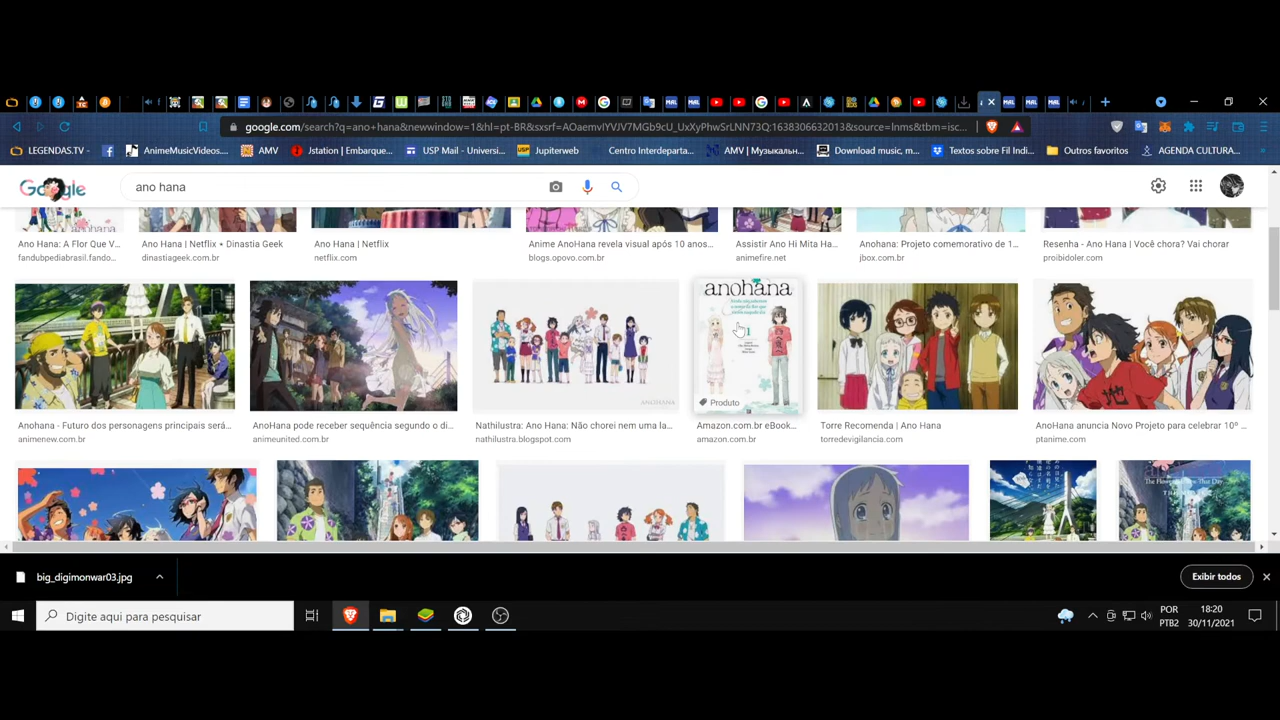 google.com/search?q=ano+hana&newwindow=1&hl=pt-BR&sxsrf=AOaemvIYVJV7MGb9cU_UxXyPhwSrLNN73Q:1638306632013&source=lnms&tbm=isc...
LEGENDAS.TV
AnimeMusicVideos....
AMV
Jstation | Embarque...
USP Mail - Universi...
Jupiterweb
Centro Interdeparta...
AMV | Музыкальн...
Download music, m...
Textos sobre Fil Indi...
Outros favoritos
AGENDA CULTURA...
ano hana
Ano Hana: A Flor Que V...
Ano Hana | Netflix • Dinastia Geek
Ano Hana | Netflix
Anime AnoHana revela visual após 10 anos...
Assistir Ano Hi Mita Ha...
Anohana: Projeto comemorativo de 1...
Resenha - Ano Hana | Você chora? Vai chorar
fandubpediabrasil.fando...
dinastiageek.com.br
netflix.com
blogs.opovo.com.br
animefire.net
jbox.com.br
proibidoler.com
anohana
1
ANOHANA
Produto
Anohana - Futuro dos personagens principais será...
AnoHana pode receber sequência segundo o di...
Nathilustra: Ano Hana: Não chorei nem uma la...
Amazon.com.br eBook...
Torre Recomenda | Ano Hana
AnoHana anuncia Novo Projeto para celebrar 10º ...
animenew.com.br
animeunited.com.br
nathilustra.blogspot.com
amazon.com.br
torredevigilancia.com
ptanime.com
big_digimonwar03.jpg
Exibir todos
Digite aqui para pesquisar
POR
PTB2
18:20
30/11/2021